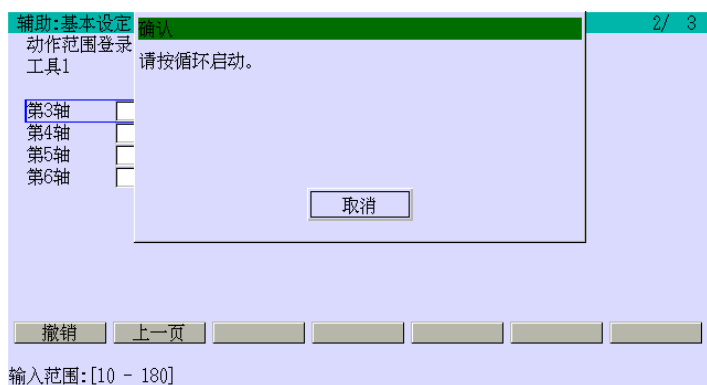 辅助:基本设定
2/ 3
动作范围登录
工具1
确认
请按循环启动。
第3轴
第4轴
第5轴
第6轴
取消
撤销 上一页
输入范围:[10 - 180]